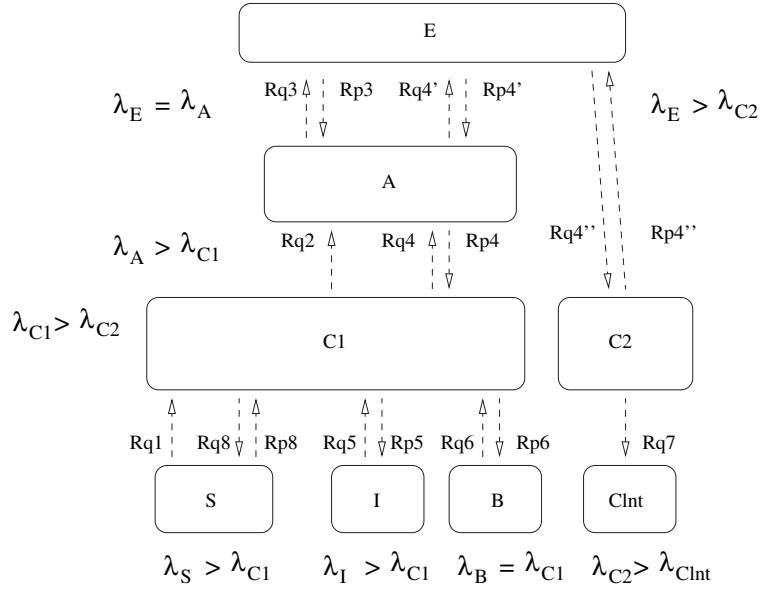 E
Rq3 Rp3 Rq4' Rp4'
λE = λA
λE > λC2
A
Rq2 Rq4 Rp4
Rq4'' Rp4''
λA > λC1
λC1 > λC2
C1
C2
Rq1 Rq8 Rp8 Rq5 Rp5 Rq6 Rp6 Rq7
S
I
B
Clnt
λS > λC1 λI > λC1 λB = λC1 λC2 > λClnt